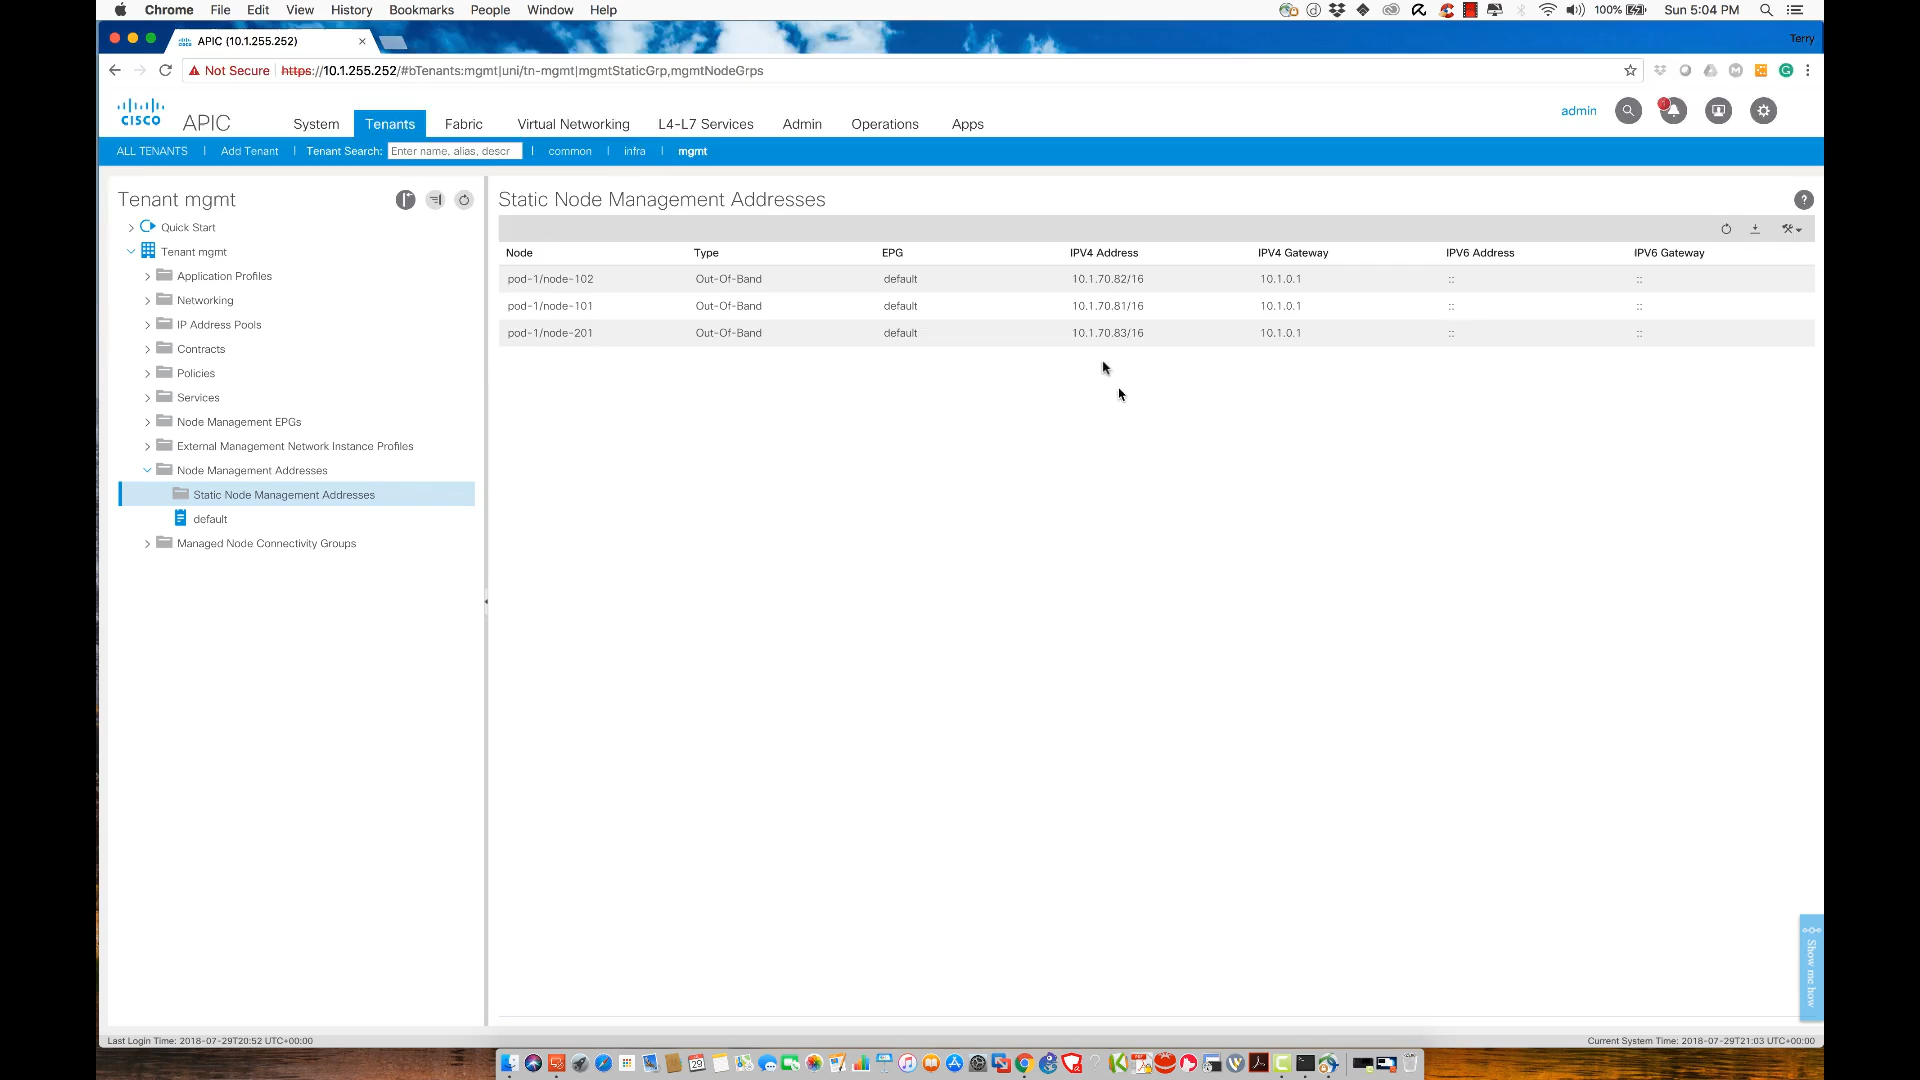 Chrome File Edit View History Bookmarks People Window Help 100% Sun 5:04 PM
APIC (10.1.255.252) Terry
Not Secure https://10.1.255.252/#bTenants:mgmt|uni/tn-mgmt|mgmtStaticGrp,mgmtNodeGrps
CISCO APIC System Tenants Fabric Virtual Networking L4-L7 Services Admin Operations Apps admin 1
ALL TENANTS | Add Tenant | Tenant Search: Enter name, alias, descr | common | infra | mgmt
Tenant mgmt
Quick Start
Tenant mgmt
Application Profiles
Networking
IP Address Pools
Contracts
Policies
Services
Node Management EPGs
External Management Network Instance Profiles
Node Management Addresses
Static Node Management Addresses
default
Managed Node Connectivity Groups
Static Node Management Addresses ?
Node Type EPG IPV4 Address IPV4 Gateway IPV6 Address IPV6 Gateway
pod-1/node-102 Out-Of-Band default 10.1.70.82/16 10.1.0.1 :: ::
pod-1/node-101 Out-Of-Band default 10.1.70.81/16 10.1.0.1 :: ::
pod-1/node-201 Out-Of-Band default 10.1.70.83/16 10.1.0.1 :: ::
Show me how
Last Login Time: 2018-07-29T20:52 UTC+00:00 Current System Time: 2018-07-29T21:03 UTC+00:00
29